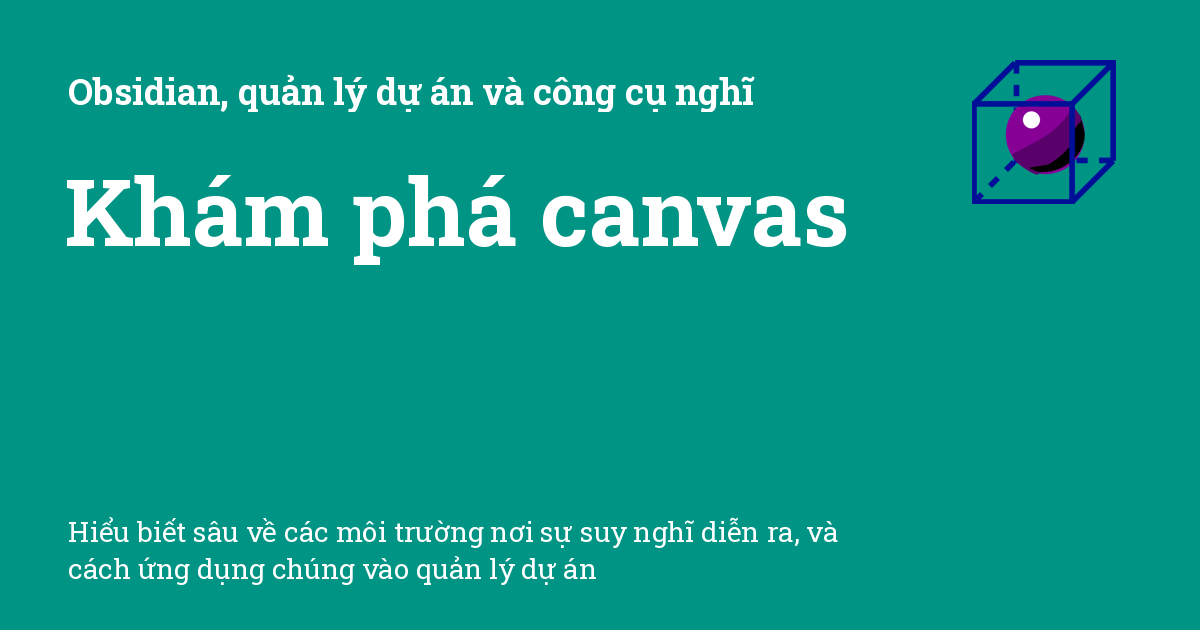 Obsidian, quản lý dự án và công cụ nghĩ
Khám phá canvas
Hiểu biết sâu về các môi trường nơi sự suy nghĩ diễn ra, và
cách ứng dụng chúng vào quản lý dự án